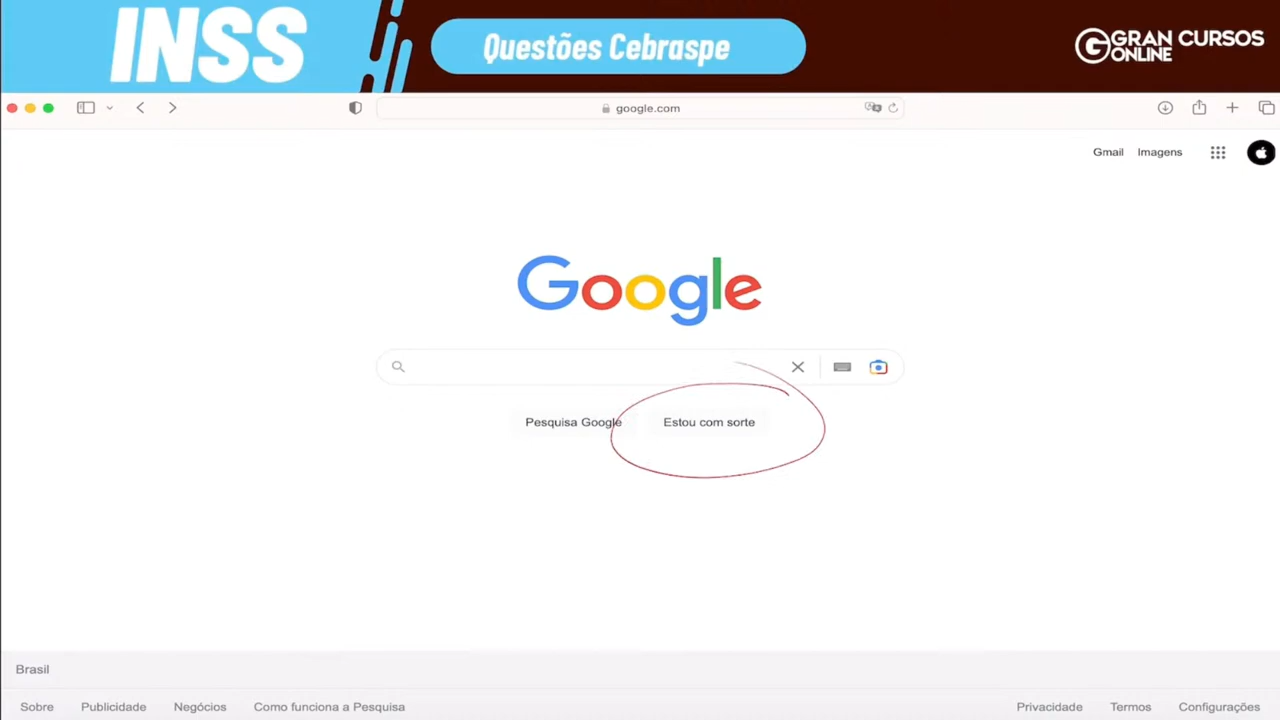 INSS
Questões Cebraspe
GRAN CURSOS
ONLINE
google.com
Gmail Imagens
Google
Pesquisa Google Estou com sorte
Brasil
Sobre Publicidade Negócios Como funciona a Pesquisa Privacidade Termos Configurações